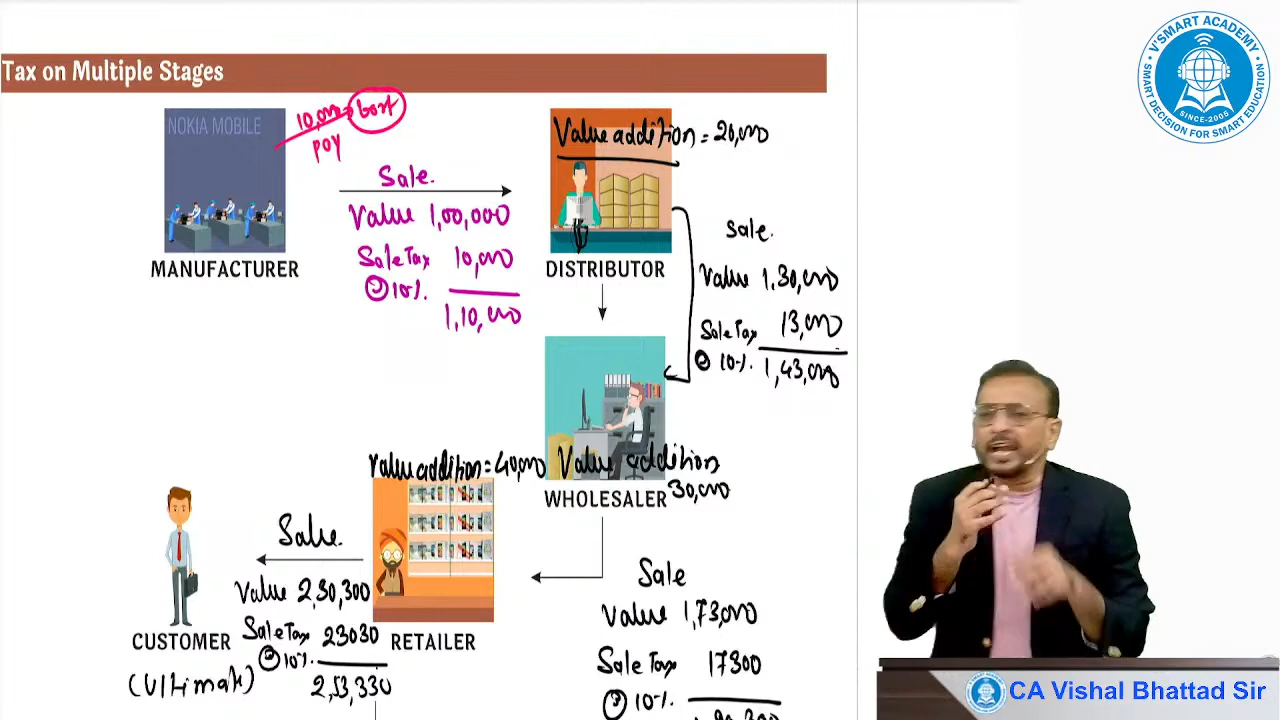 Tax on Multiple Stages
V'SMART ACADEMY
SMART DECISION FOR SMART EDUCATION
SINCE-2005
NOKIA MOBILE
10,000
Govt
pay
MANUFACTURER
Sale.
Value 1,00,000
Sale Tax 10,000
@ 10%.
1,10,000
Value addition = 20,000
DISTRIBUTOR
Sale.
Value 1,30,000
Sale Tax 13,000
@ 10%. 1,43,000
Value addition
30,000
WHOLESALER
Sale
Value 1,73,000
Sale Tax 17300
@ 10%.
Value addition = 40,000
RETAILER
Sale.
Value 2,30,300
Sale Tax 23030
@ 10%.
2,53,330
CUSTOMER
(Ultimate)
CA Vishal Bhattad Sir